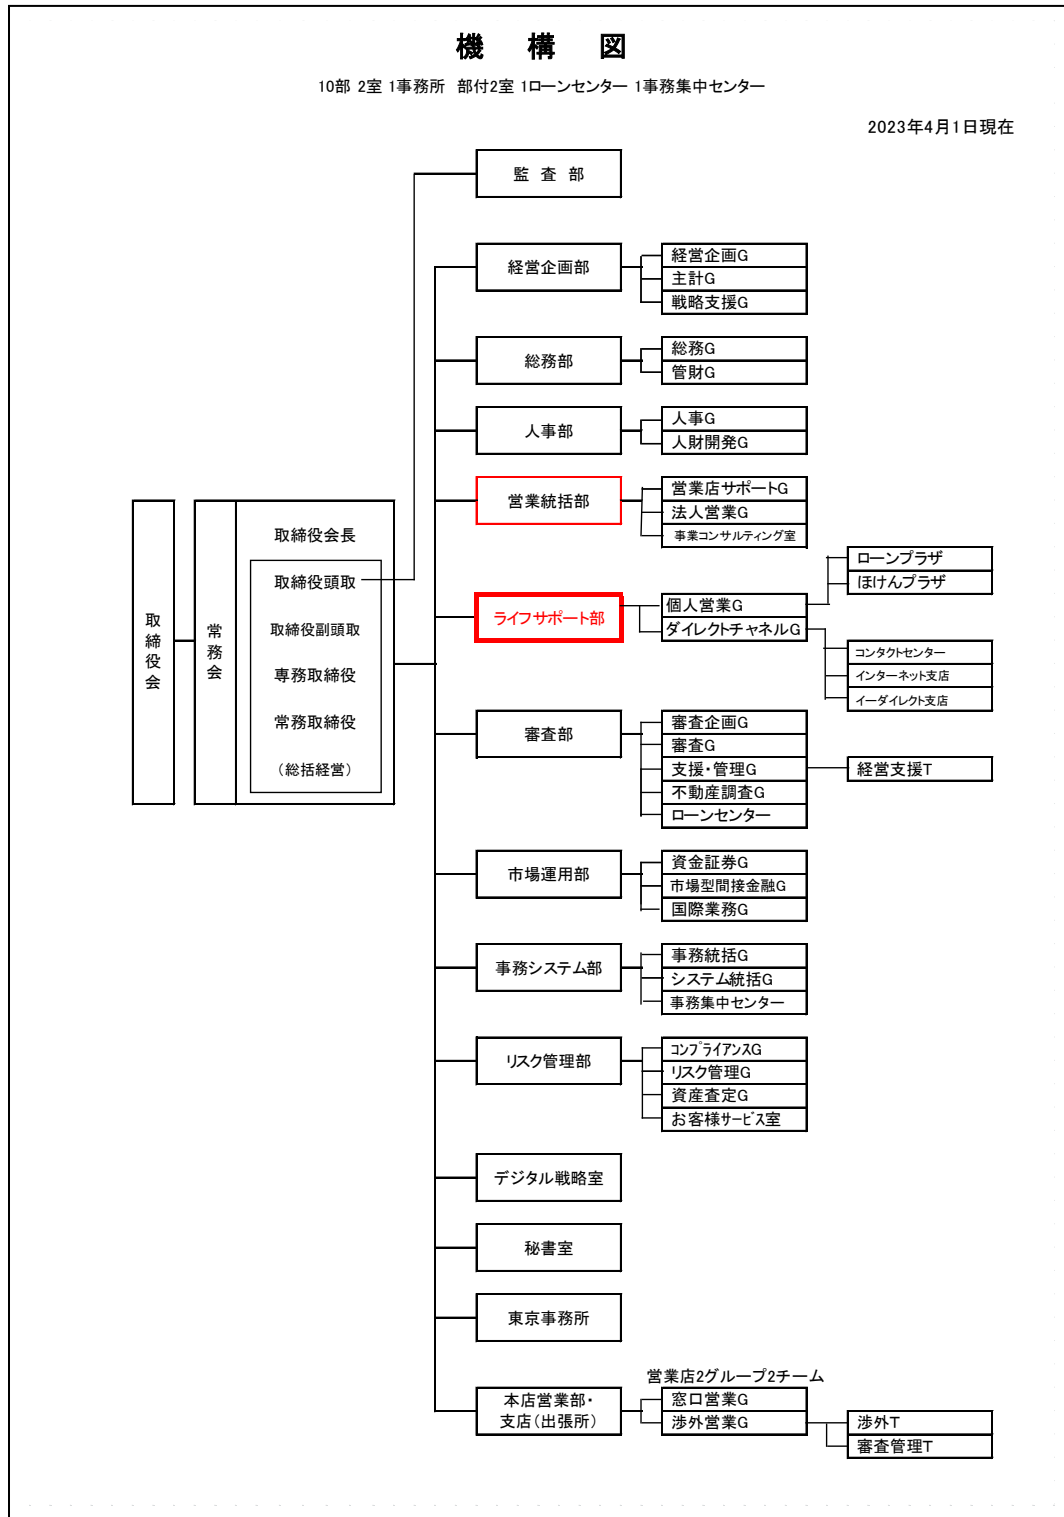 機　構　図
10部 2室 1事務所　部付2室 1ローンセンター 1事務集中センター
2023年4月1日現在
監　査　部
経営企画部
経営企画G
主計G
戦略支援G
総務部
総務G
管財G
人事部
人事G
人財開発G
営業統括部
営業店サポートG
法人営業G
事業コンサルティング室
取締役会
常務会
取締役会長
取締役頭取
取締役副頭取
専務取締役
常務取締役
（総括経営）
ライフサポート部
個人営業G
ダイレクトチャネルG
ローンプラザ
ほけんプラザ
コンタクトセンター
インターネット支店
イーダイレクト支店
審査部
審査企画G
審査G
支援・管理G
不動産調査G
ローンセンター
経営支援T
市場運用部
資金証券G
市場型間接金融G
国際業務G
事務システム部
事務統括G
システム統括G
事務集中センター
リスク管理部
コンプライアンスG
リスク管理G
資産査定G
お客様サービス室
デジタル戦略室
秘書室
東京事務所
営業店2グループ2チーム
本店営業部・
支店（出張所）
窓口営業G
渉外営業G
渉外T
審査管理T